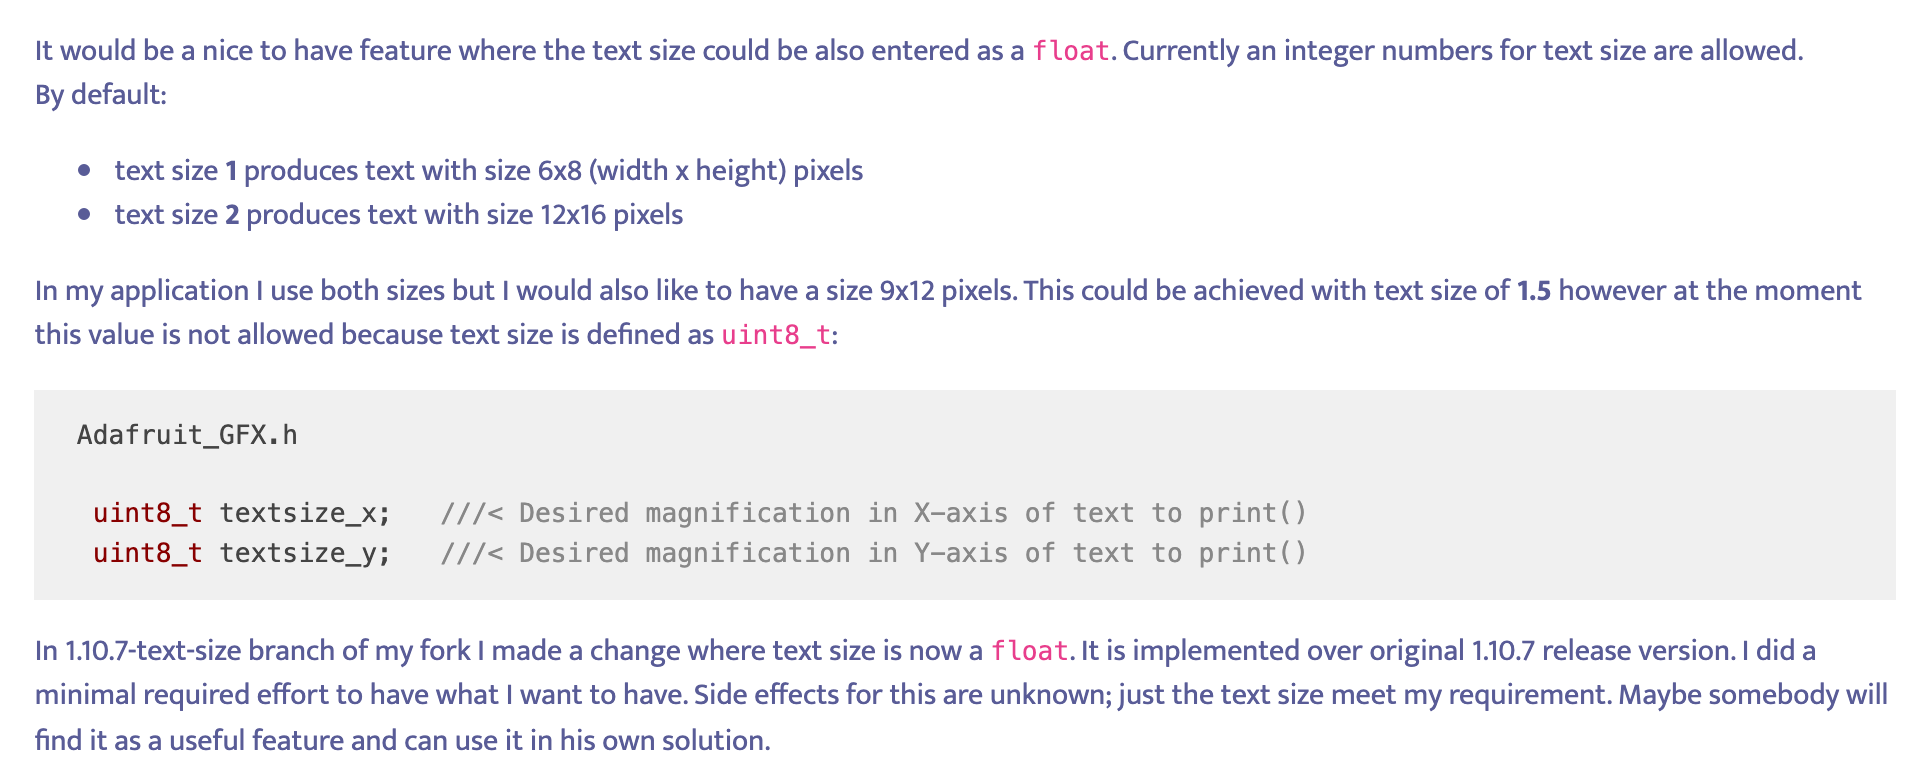 It would be a nice to have feature where the text size could be also entered as a float. Currently an integer numbers for text size are allowed.
By default:
• text size 1 produces text with size 6x8 (width x height) pixels
• text size 2 produces text with size 12x16 pixels
In my application I use both sizes but I would also like to have a size 9x12 pixels. This could be achieved with text size of 1.5 however at the moment
this value is not allowed because text size is defined as uint8_t:
Adafruit_GFX.h
uint8_t textsize_x;   ///< Desired magnification in X-axis of text to print()
uint8_t textsize_y;   ///< Desired magnification in Y-axis of text to print()
In 1.10.7-text-size branch of my fork I made a change where text size is now a float. It is implemented over original 1.10.7 release version. I did a
minimal required effort to have what I want to have. Side effects for this are unknown; just the text size meet my requirement. Maybe somebody will
find it as a useful feature and can use it in his own solution.